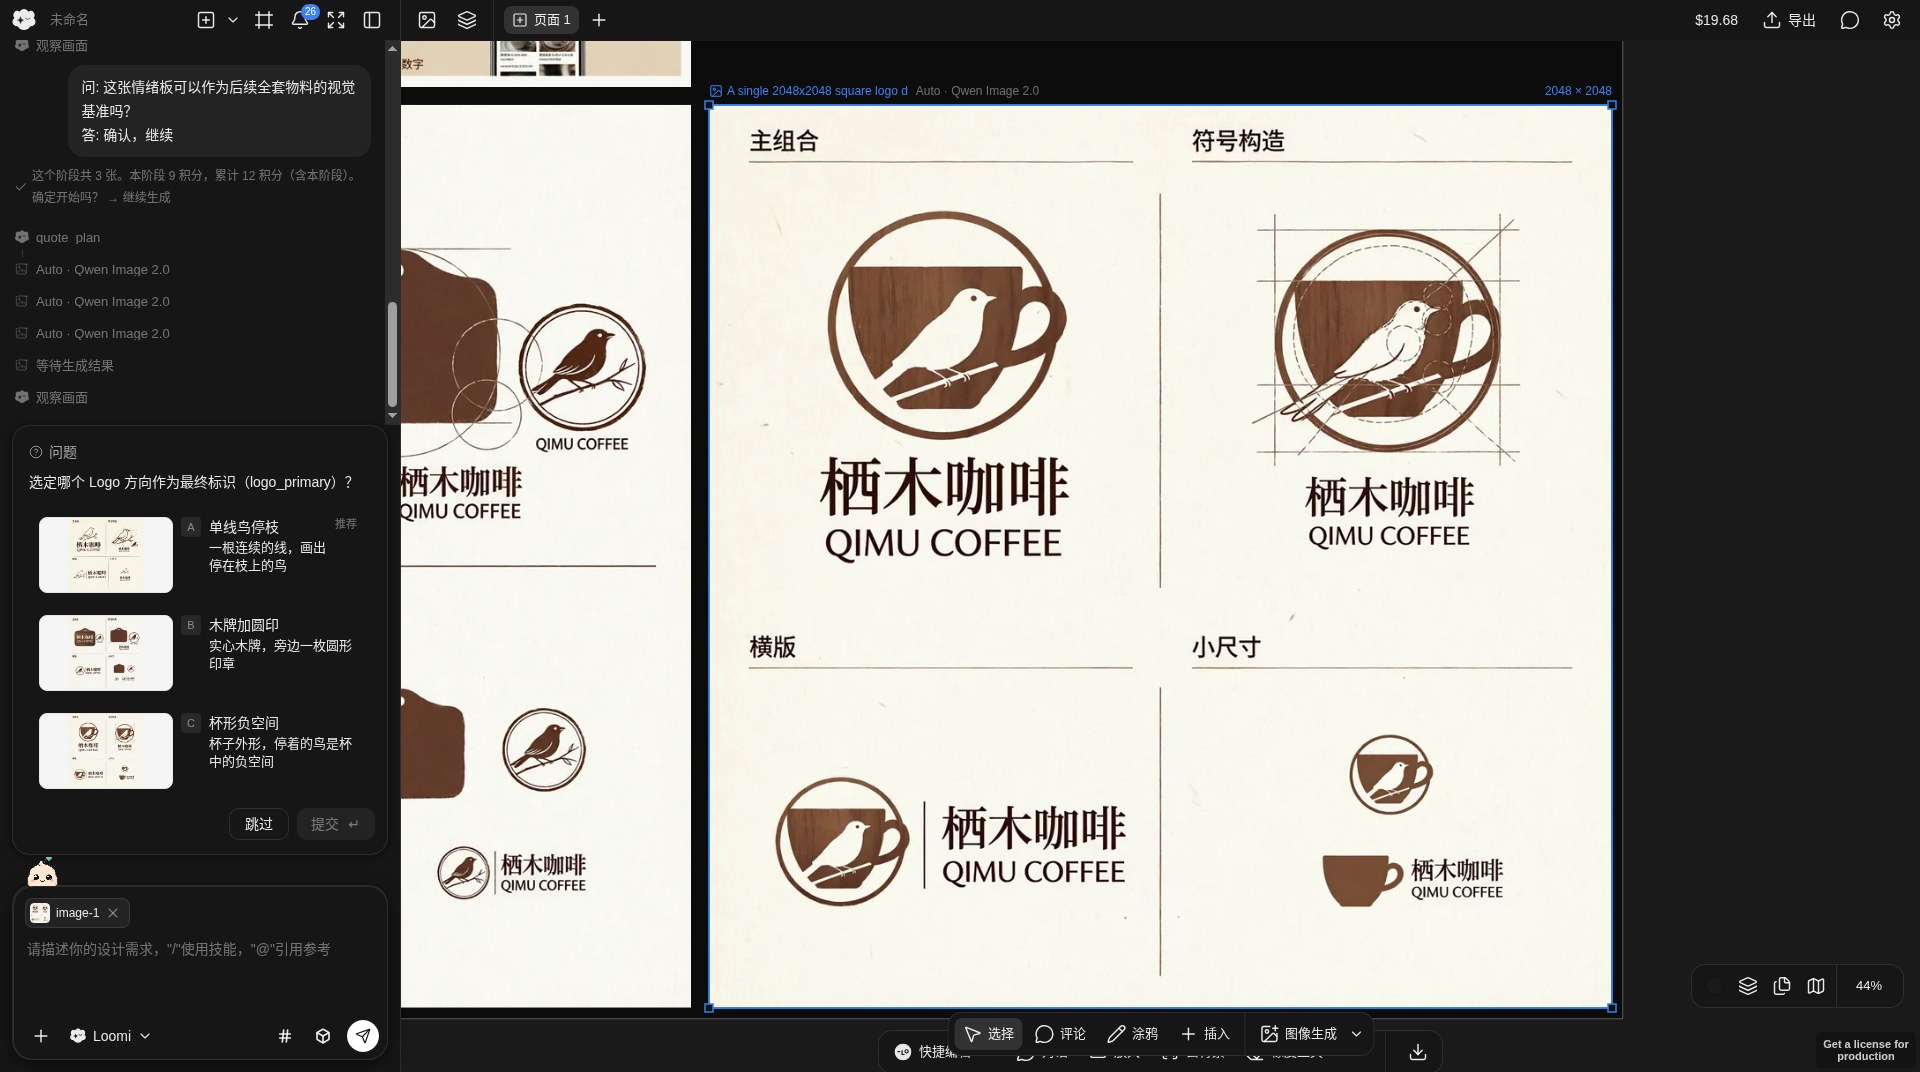 未命名
26
页面 1
$19.68
导出
观察画面
问: 这张情绪板可以作为后续全套物料的视觉
基准吗?
答: 确认，继续
这个阶段共 3 张。本阶段 9 积分，累计 12 积分（含本阶段）。
确定开始吗？ → 继续生成
quote_plan
Auto · Qwen Image 2.0
Auto · Qwen Image 2.0
Auto · Qwen Image 2.0
等待生成结果
观察画面
问题
选定哪个 Logo 方向作为最终标识（logo_primary）？
A 单线鸟停枝 推荐
一根连续的线，画出
停在枝上的鸟
B 木牌加圆印
实心木牌，旁边一枚圆形
印章
C 杯形负空间
杯子外形，停着的鸟是杯
中的负空间
跳过
提交
image-1
请描述你的设计需求，"/"使用技能，"@"引用参考
Loomi
数字
QIMU COFFEE
栖木咖啡
QIMU COFFEE
栖木咖啡
QIMU COFFEE
A single 2048x2048 square logo d Auto · Qwen Image 2.0
2048 × 2048
主组合
栖木咖啡
QIMU COFFEE
符号构造
栖木咖啡
QIMU COFFEE
横版
栖木咖啡
QIMU COFFEE
小尺寸
栖木咖啡
QIMU COFFEE
选择
评论
涂鸦
插入
图像生成
快捷编
44%
Get a license for
production